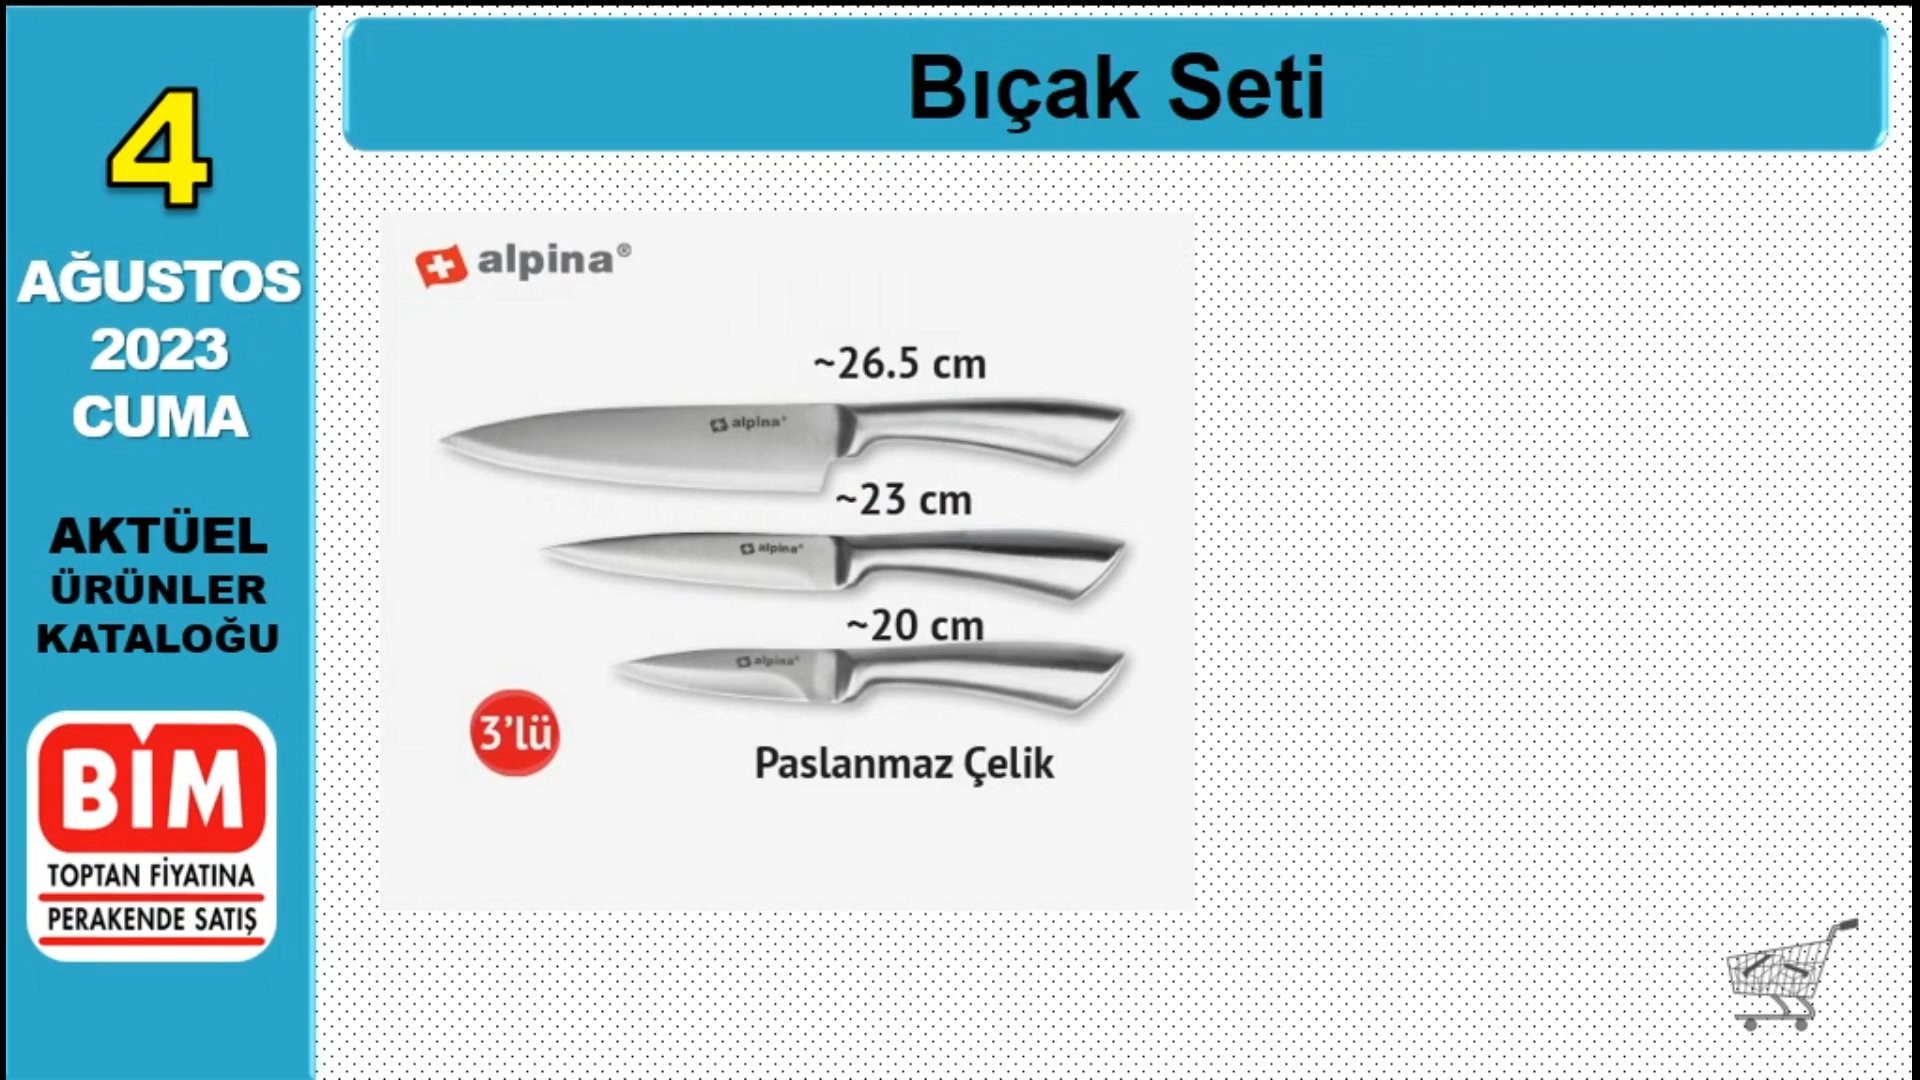 4
AĞUSTOS
2023
CUMA
AKTÜEL
ÜRÜNLER
KATALOĞU
BİM
TOPTAN FİYATINA
PERAKENDE SATIŞ
Bıçak Seti
alpina®
~26.5 cm
alpina®
~23 cm
alpina®
~20 cm
alpina®
3'lü
Paslanmaz Çelik